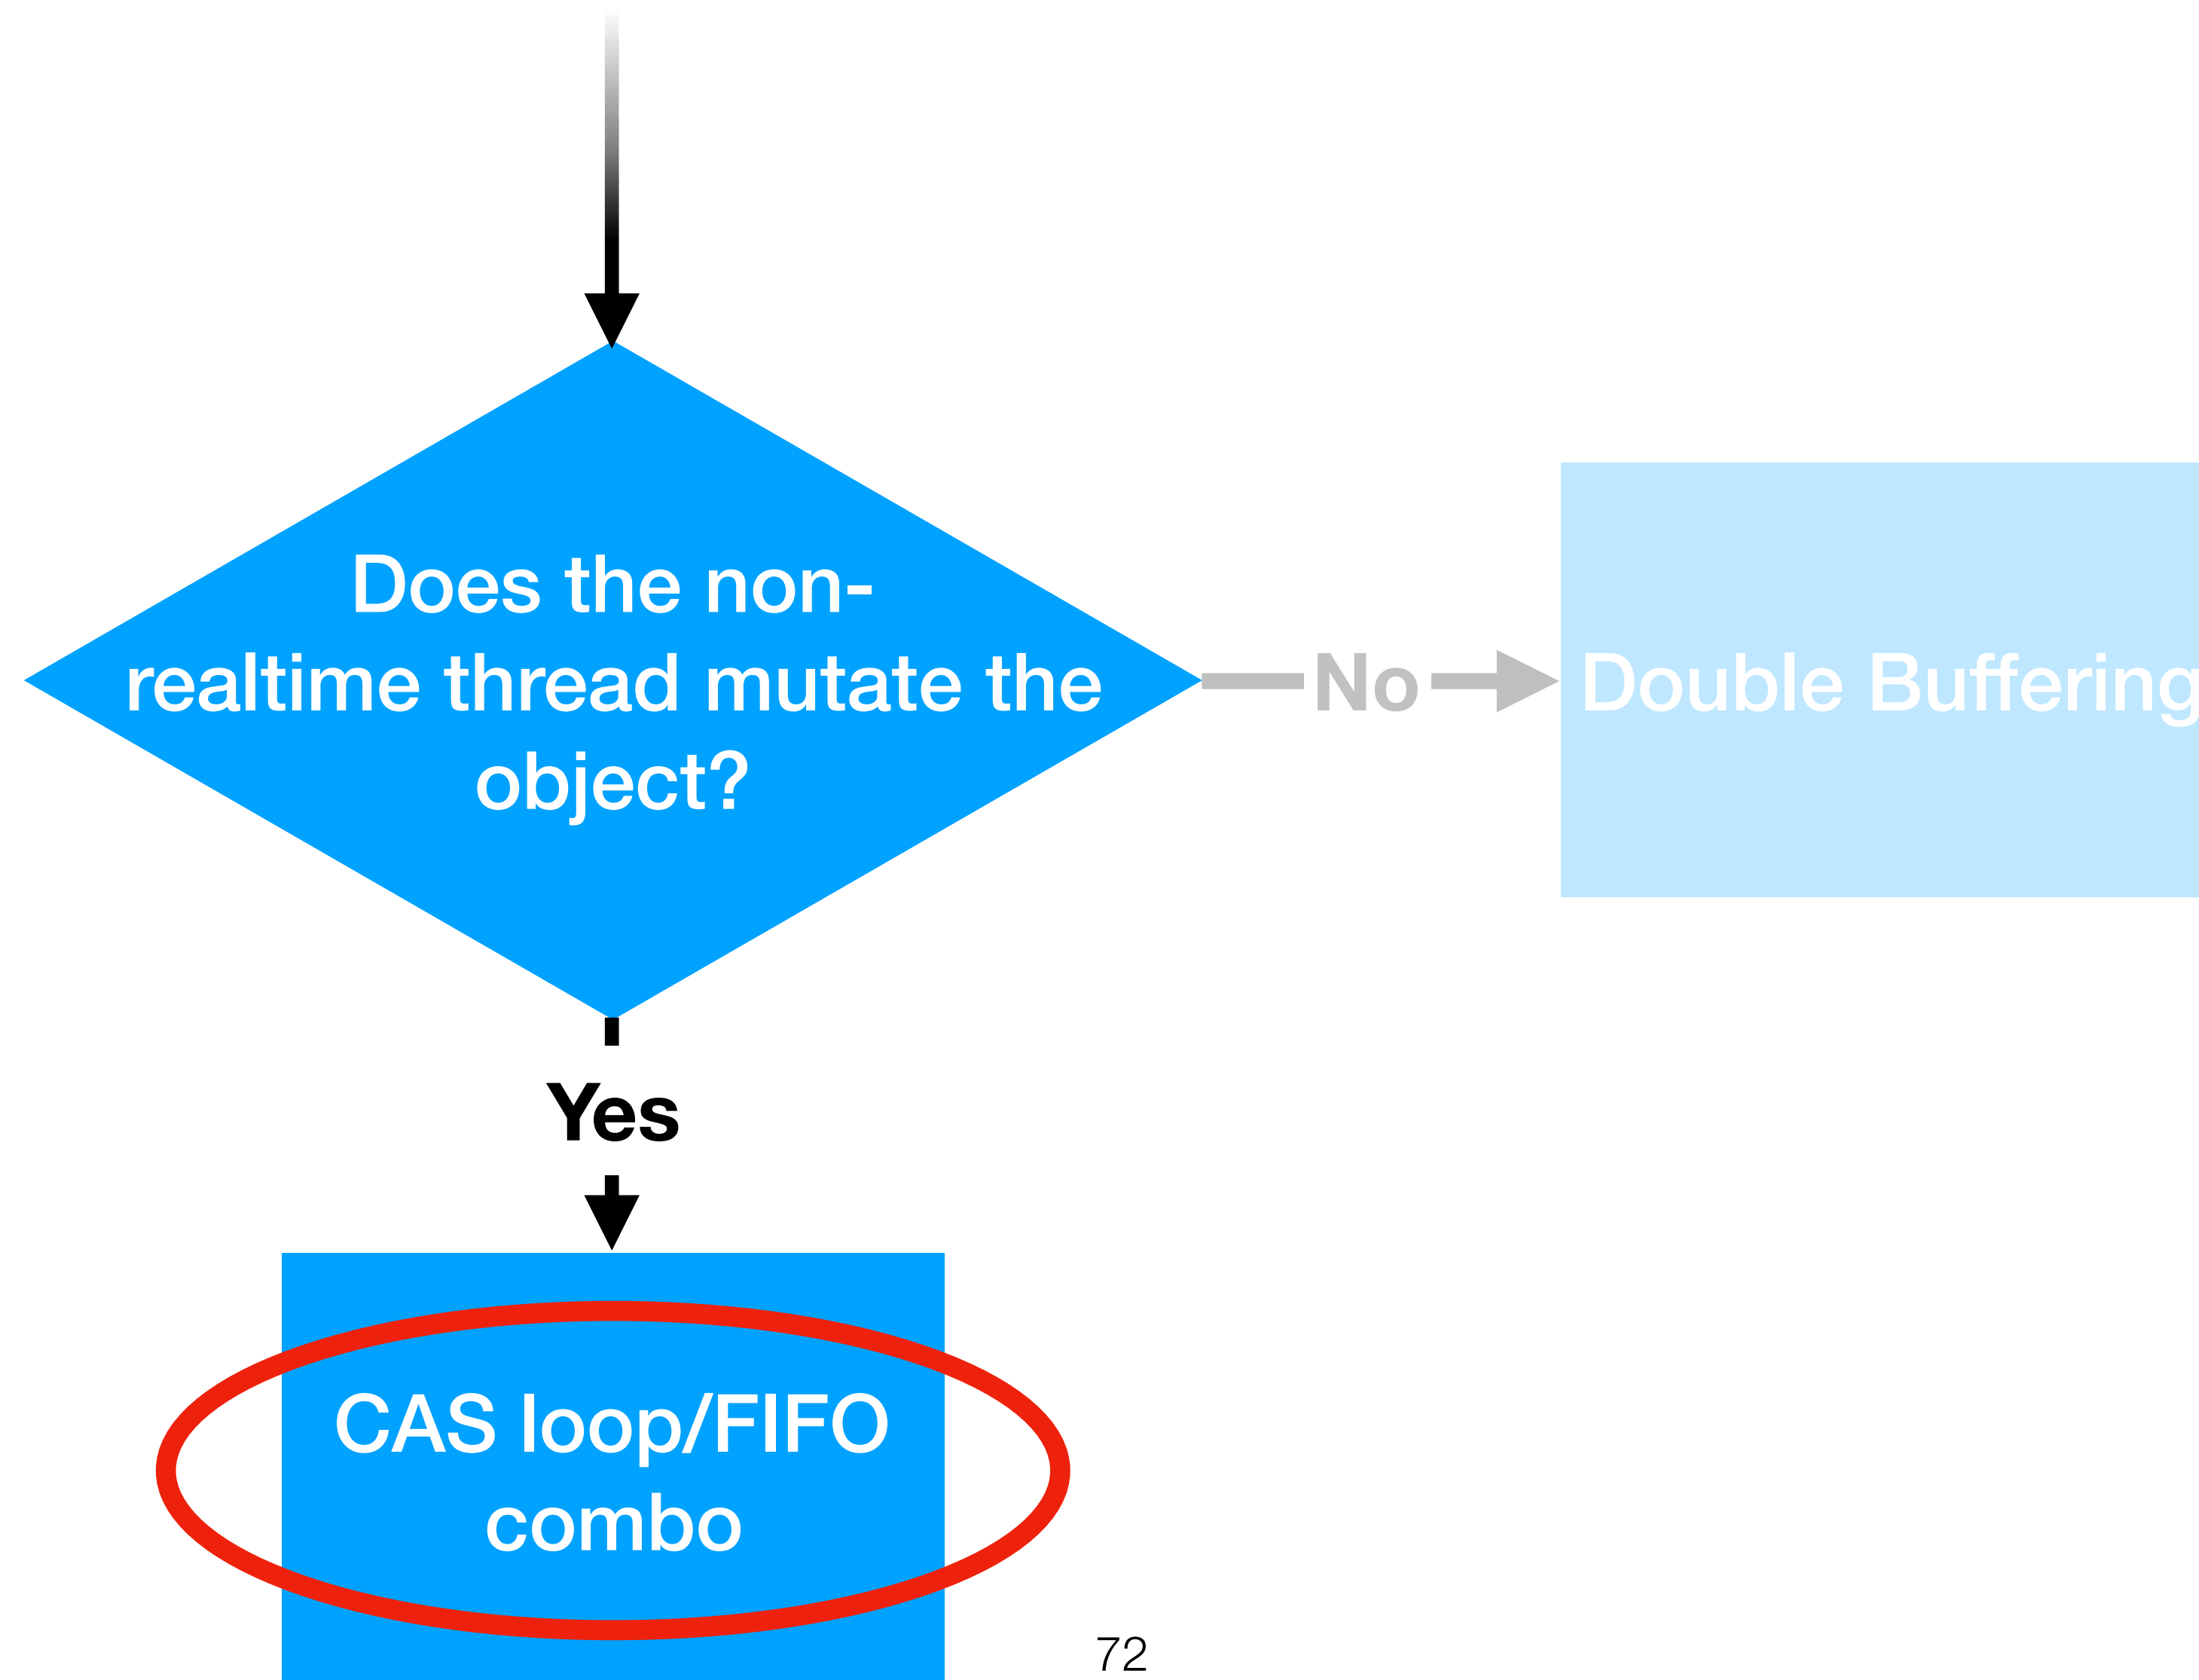 Does the non-
realtime thread mutate the
object?
No
Double Buffering
Yes
CAS loop/FIFO
combo
72